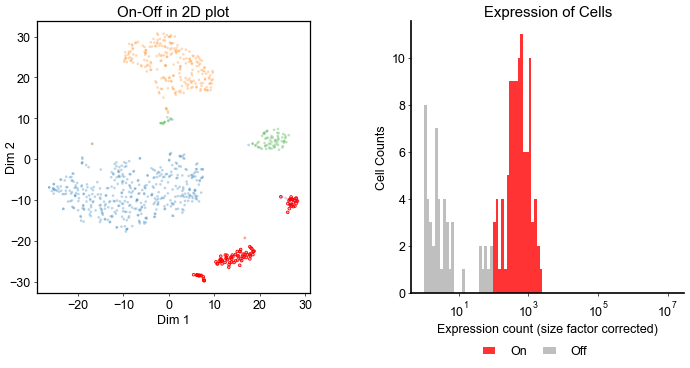 On-Off in 2D plot
30
20
10
0
−10
−20
−30
Dim 2
−20 −10 0 10 20 30
Dim 1
Expression of Cells
10
8
6
4
2
0
Cell Counts
10^1 10^3 10^5 10^7
Expression count (size factor corrected)
On Off